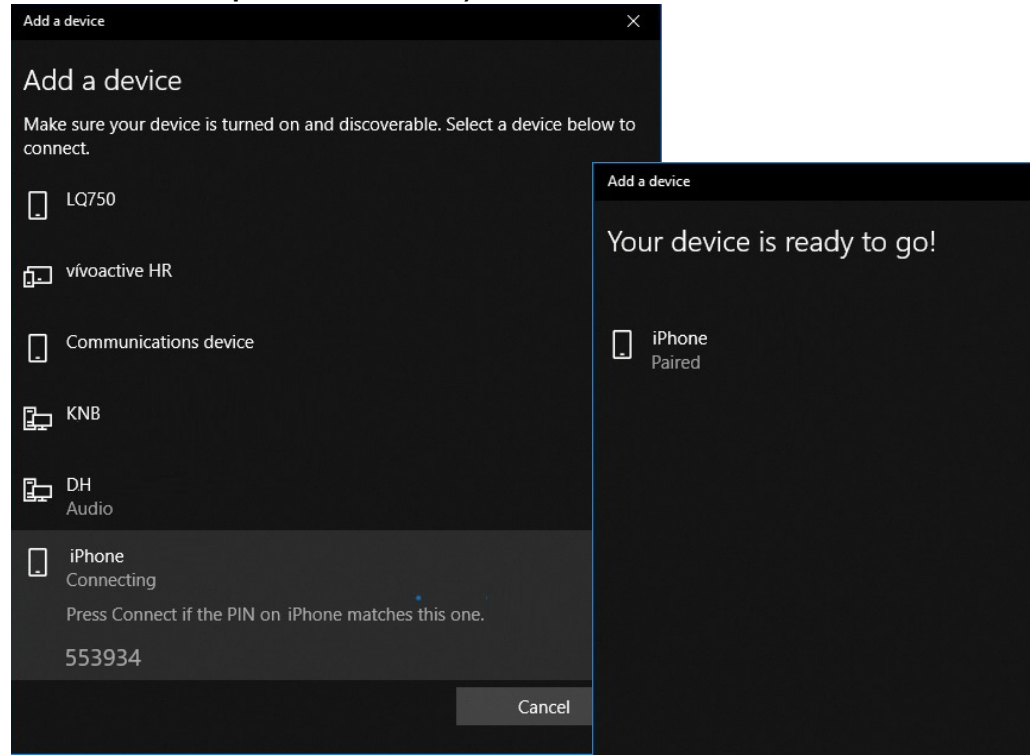 Add a device
Add a device
Make sure your device is turned on and discoverable. Select a device below to
connect.
LQ750
vívoactive HR
Communications device
KNB
DH
Audio
iPhone
Connecting
Press Connect if the PIN on iPhone matches this one.
553934
Cancel
Add a device
Your device is ready to go!
iPhone
Paired